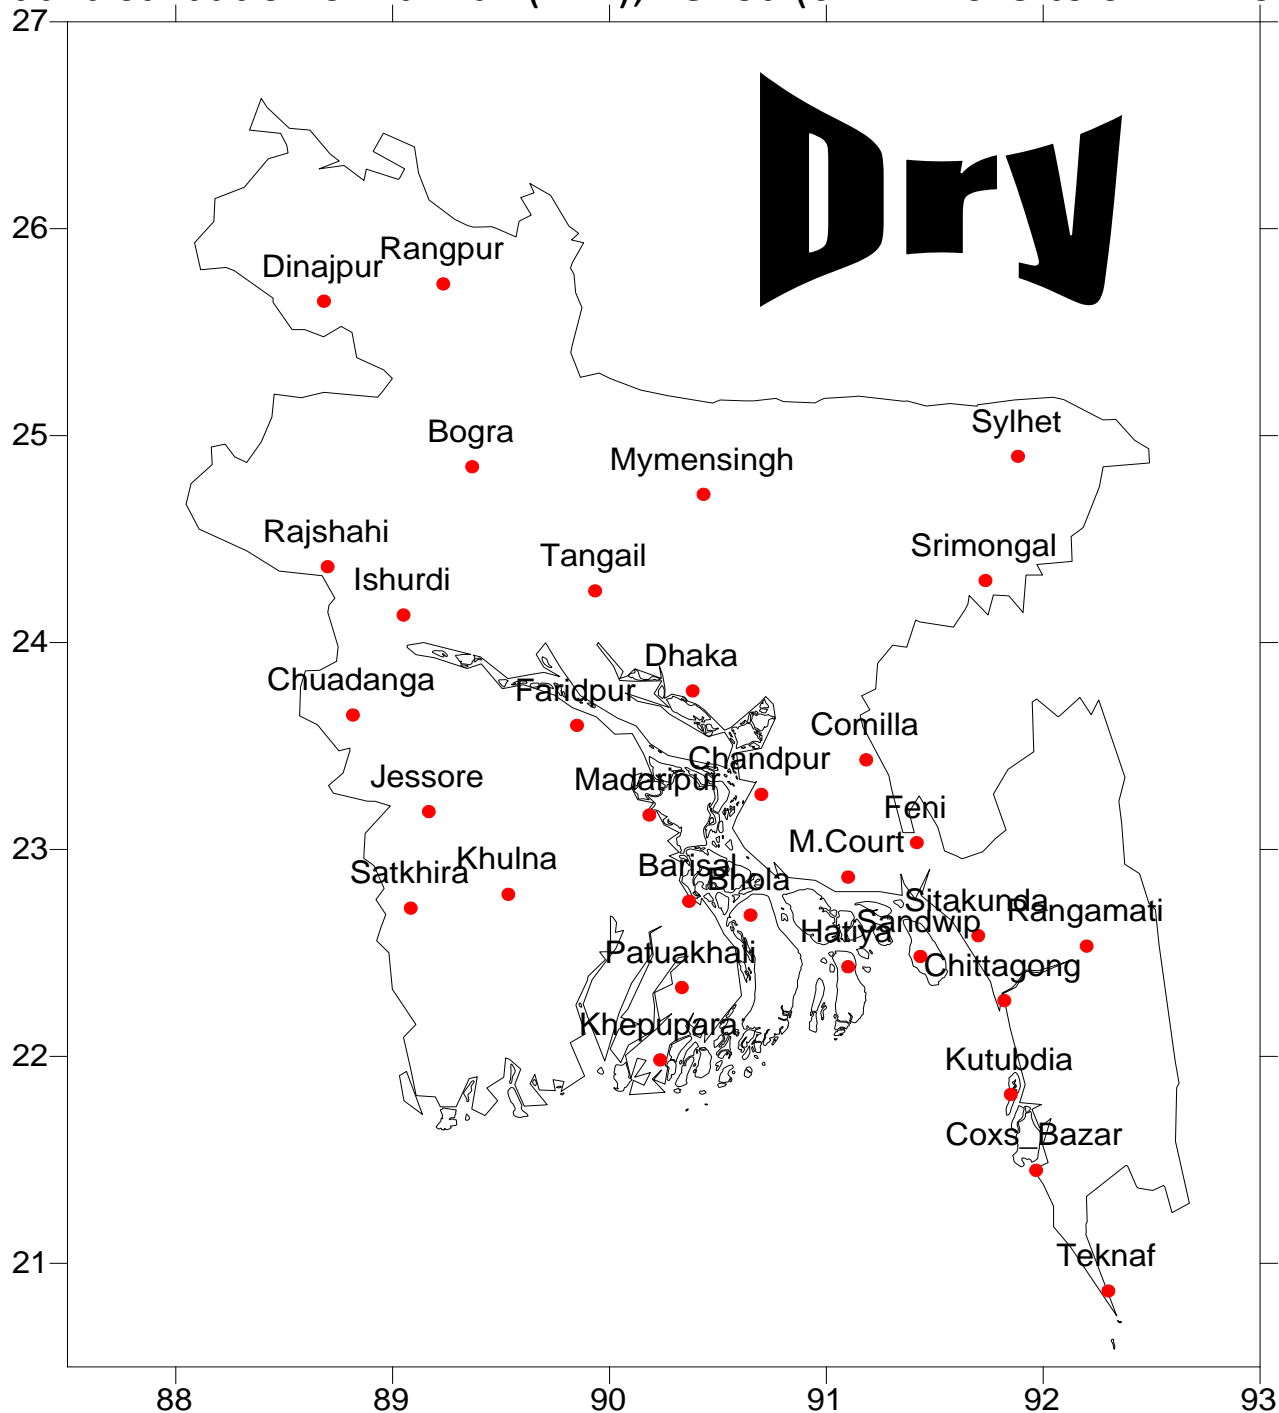 27
Dry
Rangpur
Dinajpur
26
Sylhet
Bogra
25
Mymensingh
Rajshahi
Srimongal
Tangail
Ishurdi
24
Dhaka
Chuadanga
Faridpur
Comilla
Chandpur
Jessore
Madaripur
Feni
M.Court
23
Khulna
Barisal
Satkhira
Bhola
Sitakunda
Rangamati
Sandwip
Hatiya
Patuakhali
Chittagong
Khepupara
22
Kutubdia
Coxs_Bazar
Teknaf
21
88 89 90 91 92 93